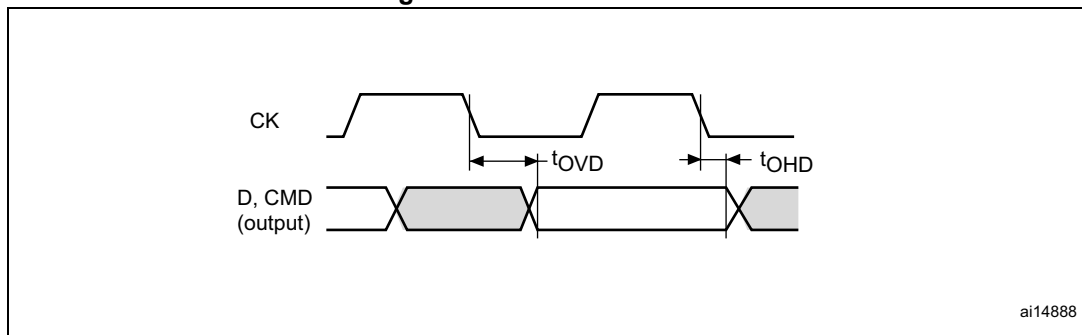 CK
tOVD
tOHD
D, CMD
(output)
ai14888